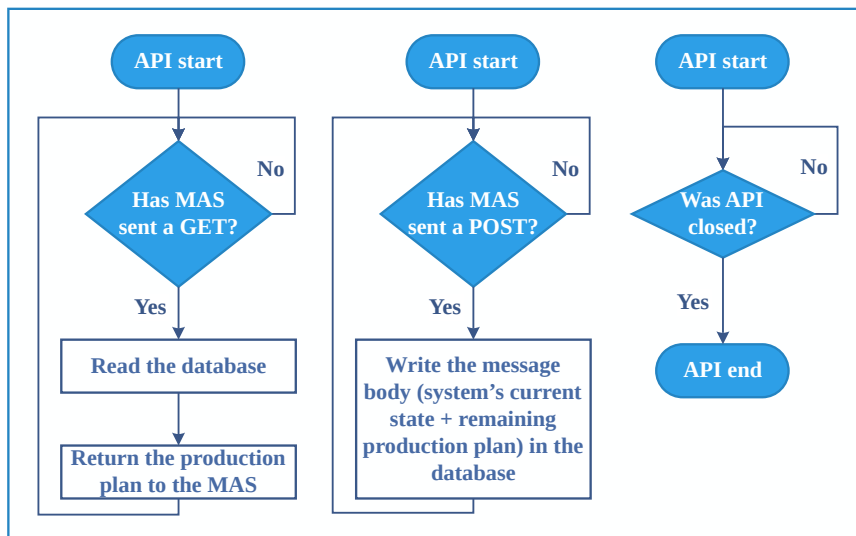 API start
Has MAS
sent a GET?
No
Yes
Read the database
Return the production
plan to the MAS
API start
Has MAS
sent a POST?
No
Yes
Write the message
body (system’s current
state + remaining
production plan) in the
database
API start
Was API
closed?
No
Yes
API end